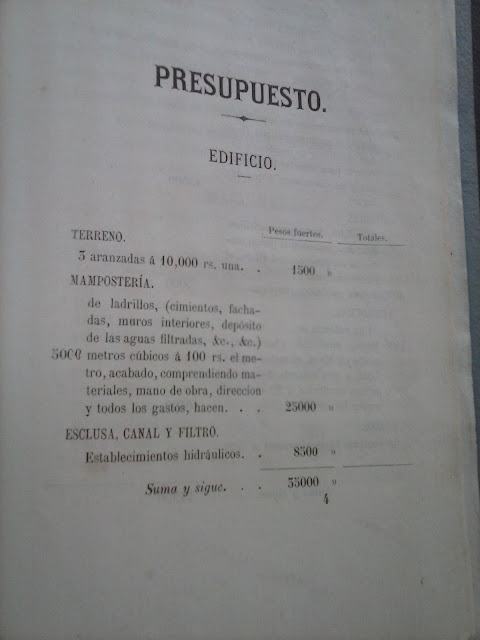 PRESUPUESTO.
EDIFICIO.
Pesos fuertes. Totales.
TERRENO.
3 aranzadas á 10,000 rs. una. . 1500 »
MAMPOSTERÍA.
de ladrillos, (cimientos, facha-
das, muros interiores, depósito
de las aguas filtradas, &c., &c.)
5000 metros cúbicos á 100 rs. el me-
tro, acabado, comprendiendo ma-
teriales, mano de obra, direccion
y todos los gastos, hacen. . . 25000 »
ESCLUSA, CANAL Y FILTRO.
Establecimientos hidráulicos. . 8500 »
Suma y sigue. . . 35000 »
4